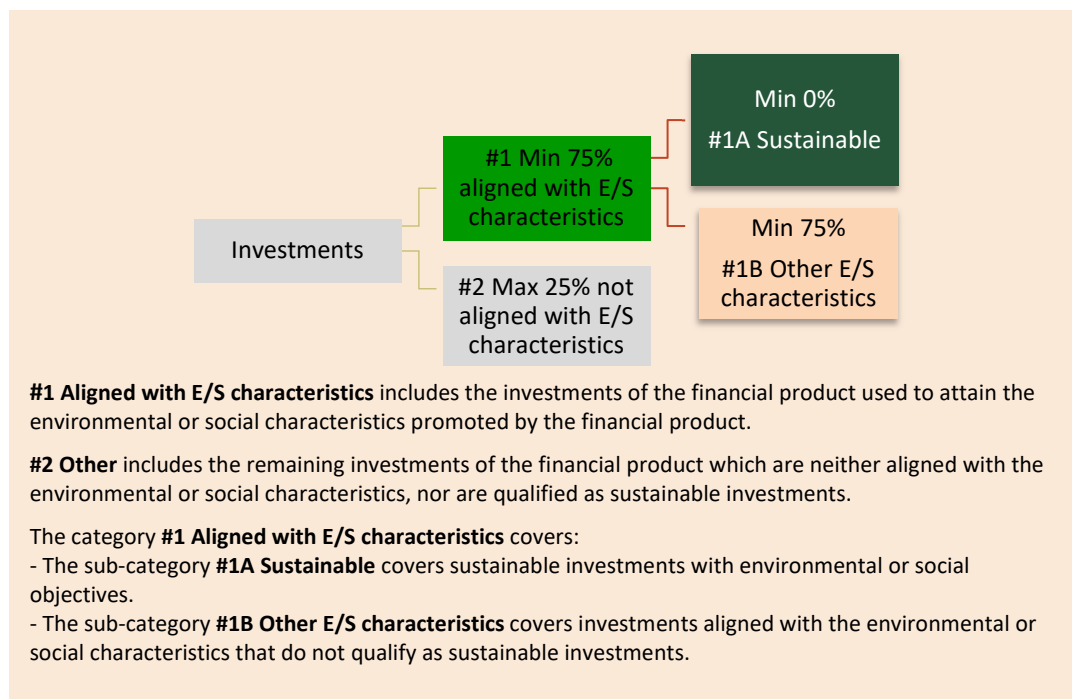 Min 0%
#1A Sustainable
#1 Min 75%
aligned with E/S
characteristics
Investments
Min 75%
#1B Other E/S
characteristics
#2 Max 25% not
aligned with E/S
characteristics
#1 Aligned with E/S characteristics includes the investments of the financial product used to attain the
environmental or social characteristics promoted by the financial product.
#2 Other includes the remaining investments of the financial product which are neither aligned with the
environmental or social characteristics, nor are qualified as sustainable investments.
The category #1 Aligned with E/S characteristics covers:
- The sub-category #1A Sustainable covers sustainable investments with environmental or social
objectives.
- The sub-category #1B Other E/S characteristics covers investments aligned with the environmental or
social characteristics that do not qualify as sustainable investments.